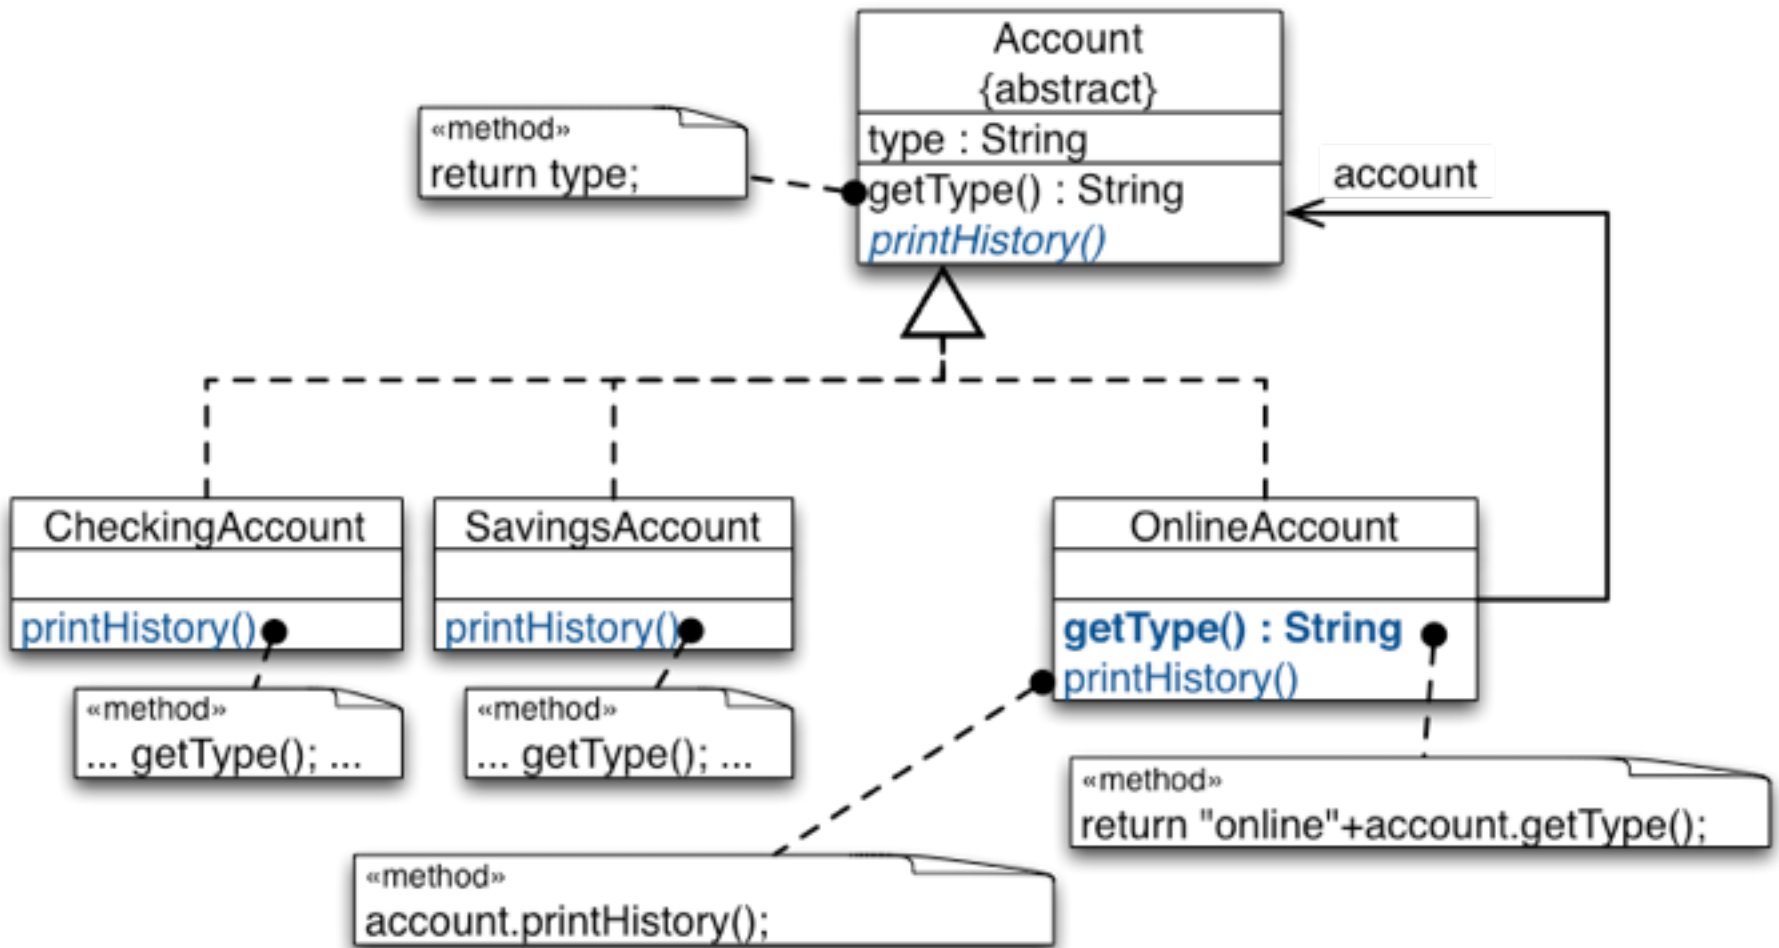 Account
{abstract}
type : String
getType() : String
printHistory()
«method»
return type;
account
CheckingAccount
printHistory()
«method»
... getType(); ...
SavingsAccount
printHistory()
«method»
... getType(); ...
OnlineAccount
getType() : String
printHistory()
«method»
return "online"+account.getType();
«method»
account.printHistory();